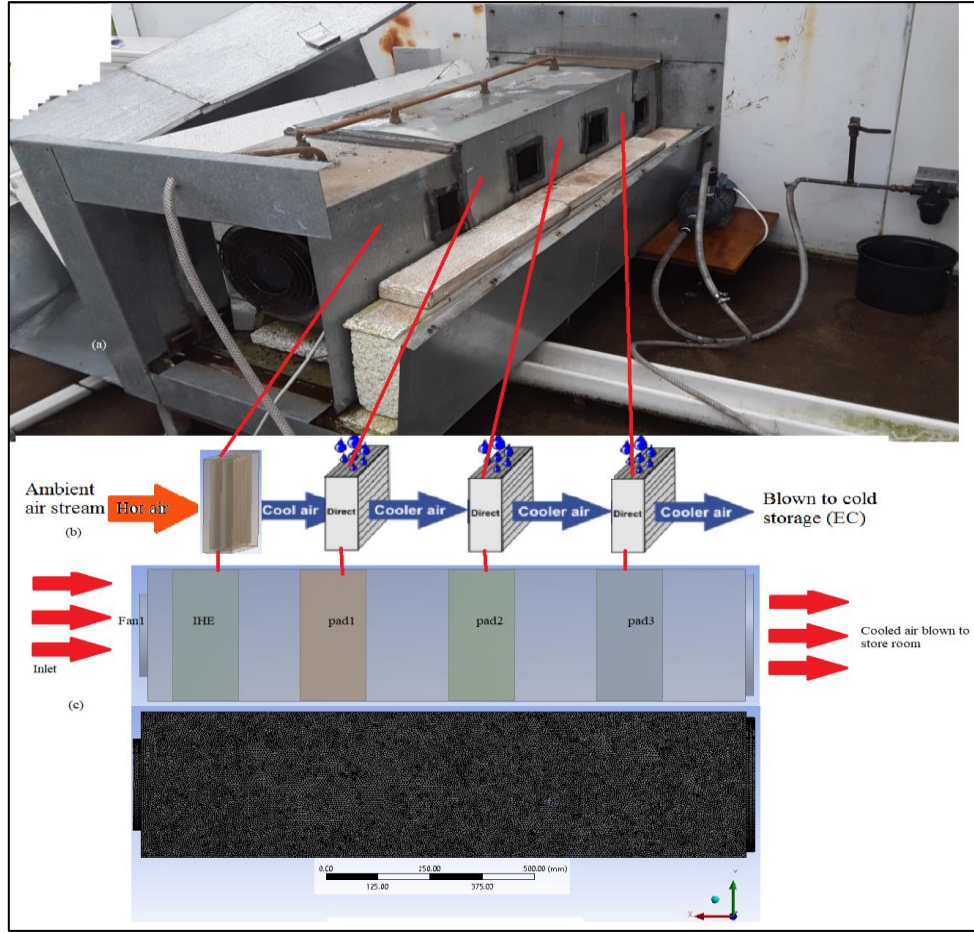 (a)
Ambient
air stream
Hot air
Cool air
Direct
Cooler air
Direct
Cooler air
Direct
Cooler air
Blown to cold
storage (EC)
(b)
Fan1
IHE
pad1
pad2
pad3
Inlet
Cooled air blown to
store room
(c)
0.00
250.00
500.00 (mm)
125.00
375.00
Y
X